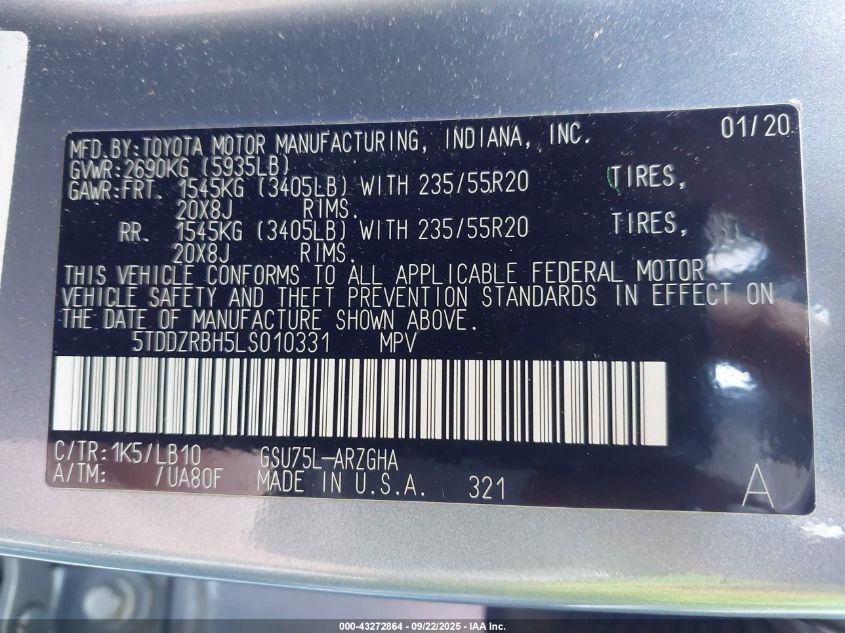 MFD.BY:TOYOTA MOTOR MANUFACTURING, INDIANA, INC. 01/20
GVWR:2690KG (5935LB)
GAWR:FRT. 1545KG (3405LB) WITH 235/55R20 TIRES,
20X8J RIMS.
RR. 1545KG (3405LB) WITH 235/55R20 TIRES,
20X8J RIMS.
THIS VEHICLE CONFORMS TO ALL APPLICABLE FEDERAL MOTOR
VEHICLE SAFETY AND THEFT PREVENTION STANDARDS IN EFFECT ON
THE DATE OF MANUFACTURE SHOWN ABOVE.
5TDDZRBH5LS010331 MPV
C/TR:1K5/LB10 GSU75L-ARZGHA
A/TM: /UA80F MADE IN U.S.A. 321 A
000-43272864 - 09/22/2025 - IAA Inc.